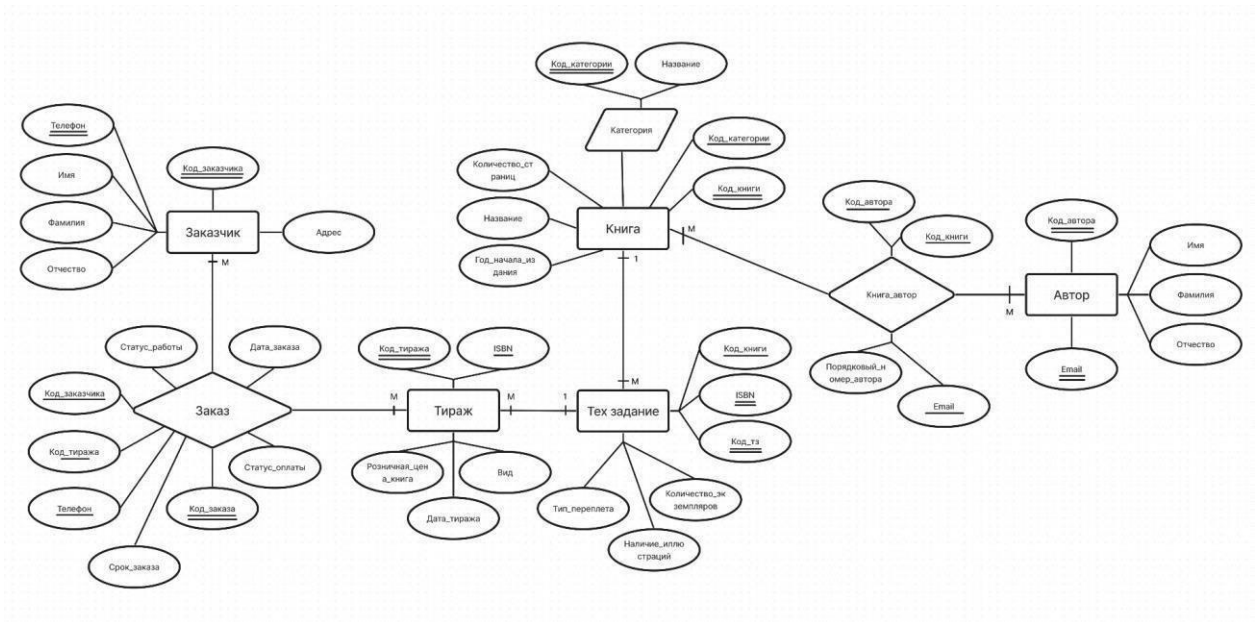 Код_категории
Название
Категория
Телефон
Имя
Фамилия
Отчество
Код_заказчика
Заказчик
Адрес
М
Количество_ст
раниц
Название
Год_начала_из
дания
Код_категории
Код_книги
Книга
М
1
Код_автора
Код_книги
Книга_автор
Порядковый_н
омер_автора
Email
М
Код_автора
Автор
Email
Имя
Фамилия
Отчество
Статус_работы
Дата_заказа
Код_заказчика
Заказ
Код_тиража
Телефон
Код_заказа
Статус_оплаты
Срок_заказа
Код_тиража
ISBN
М
Тираж
М
Розничная_цен
а_книга
Вид
Дата_тиража
1
М
Тех задание
Код_книги
ISBN
Код_тз
Тип_переплета
Количество_эк
земпляров
Наличие_иллю
страций